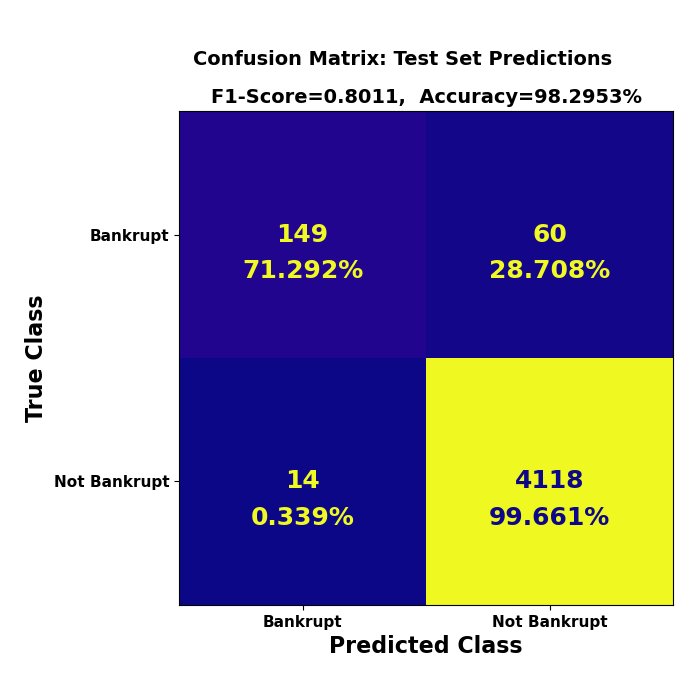 Confusion Matrix: Test Set Predictions
F1-Score=0.8011,  Accuracy=98.2953%
True Class
Bankrupt
149
71.292%
60
28.708%
Not Bankrupt
14
0.339%
4118
99.661%
Bankrupt
Not Bankrupt
Predicted Class